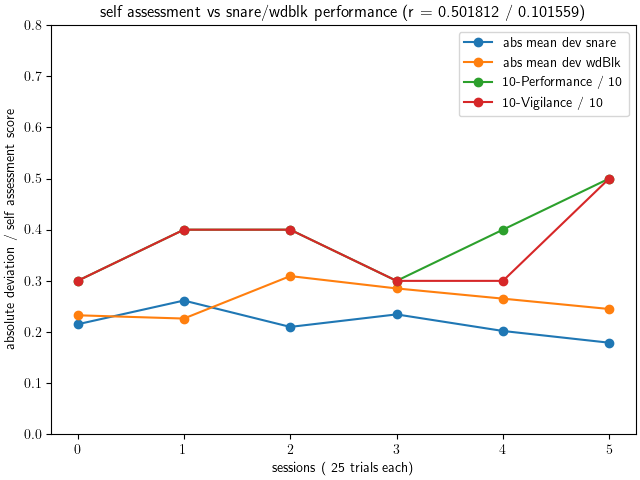 self assessment vs snare/wdblk performance (r = 0.501812 / 0.101559)
abs mean dev snare
abs mean dev wdBlk
10-Performance / 10
10-Vigilance / 10
absolute deviation / self assessment score
0.8
0.7
0.6
0.5
0.4
0.3
0.2
0.1
0.0
0 1 2 3 4 5
sessions ( 25 trials each)